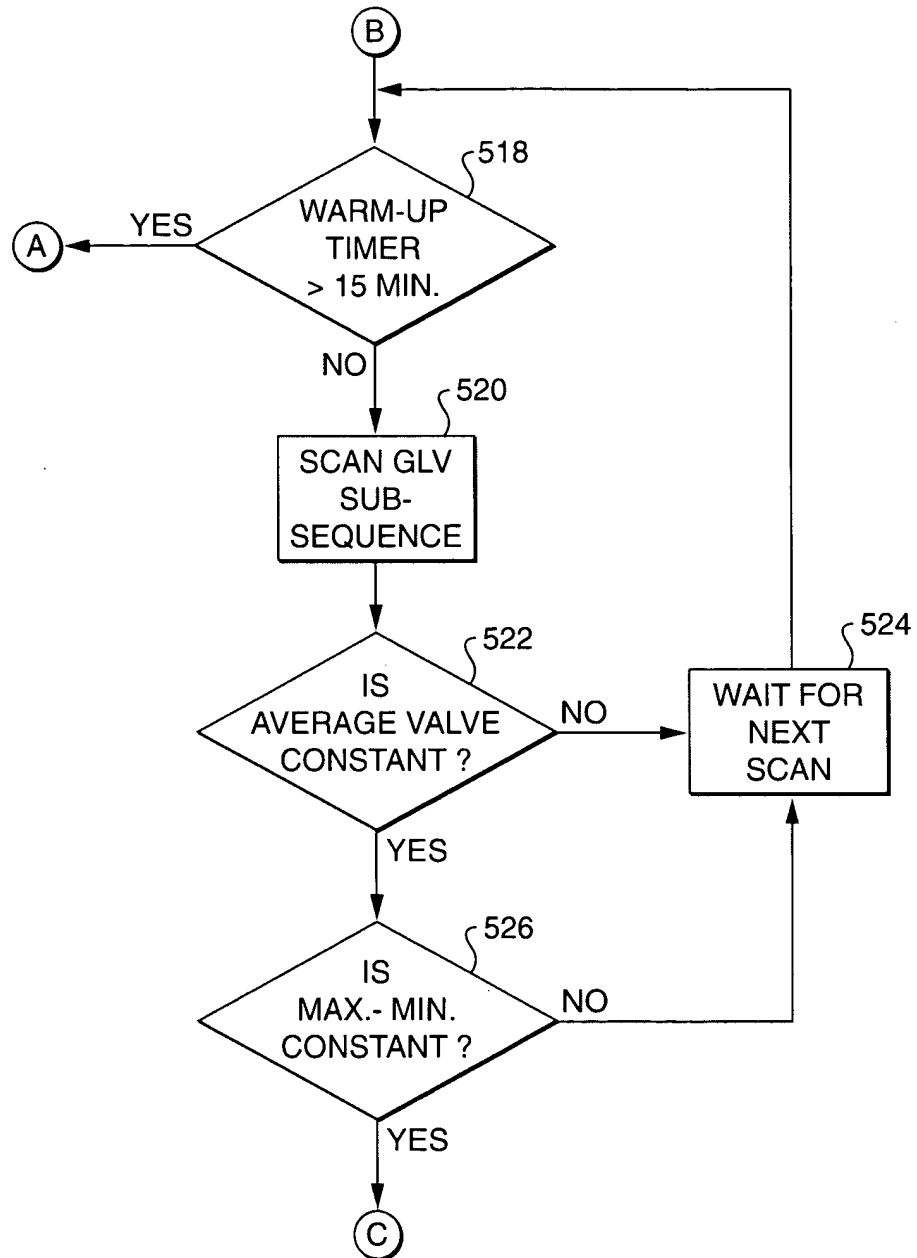 B
518
YES
A
WARM-UP
TIMER
> 15 MIN.
NO
520
SCAN GLV
SUB-
SEQUENCE
522
IS
AVERAGE VALVE
CONSTANT ?
NO
524
WAIT FOR
NEXT
SCAN
YES
526
IS
MAX.- MIN.
CONSTANT ?
NO
YES
C